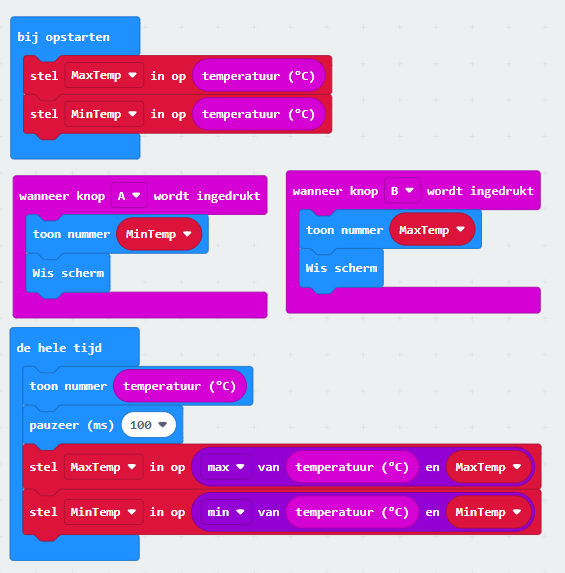 bij opstarten
stel MaxTemp in op temperatuur (°C)
stel MinTemp in op temperatuur (°C)
wanneer knop A wordt ingedrukt
toon nummer MinTemp
Wis scherm
wanneer knop B wordt ingedrukt
toon nummer MaxTemp
Wis scherm
de hele tijd
toon nummer temperatuur (°C)
pauzeer (ms) 100
stel MaxTemp in op max van temperatuur (°C) en MaxTemp
stel MinTemp in op min van temperatuur (°C) en MinTemp